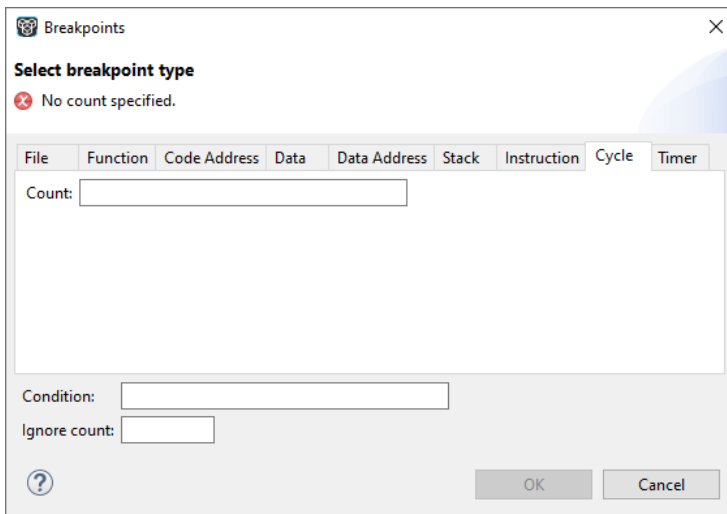 Breakpoints
Select breakpoint type
No count specified.
File Function Code Address Data Data Address Stack Instruction Cycle Timer
Count:
Condition:
Ignore count:
?
OK Cancel